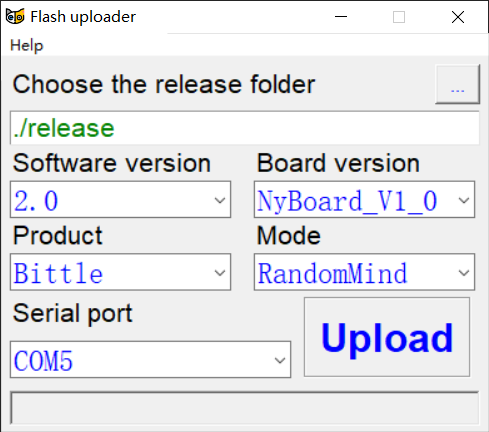 Flash uploader
Help
Choose the release folder ...
./release
Software version Board version
2.0 NyBoard_V1_0
Product Mode
Bittle RandomMind
Serial port
Upload
COM5